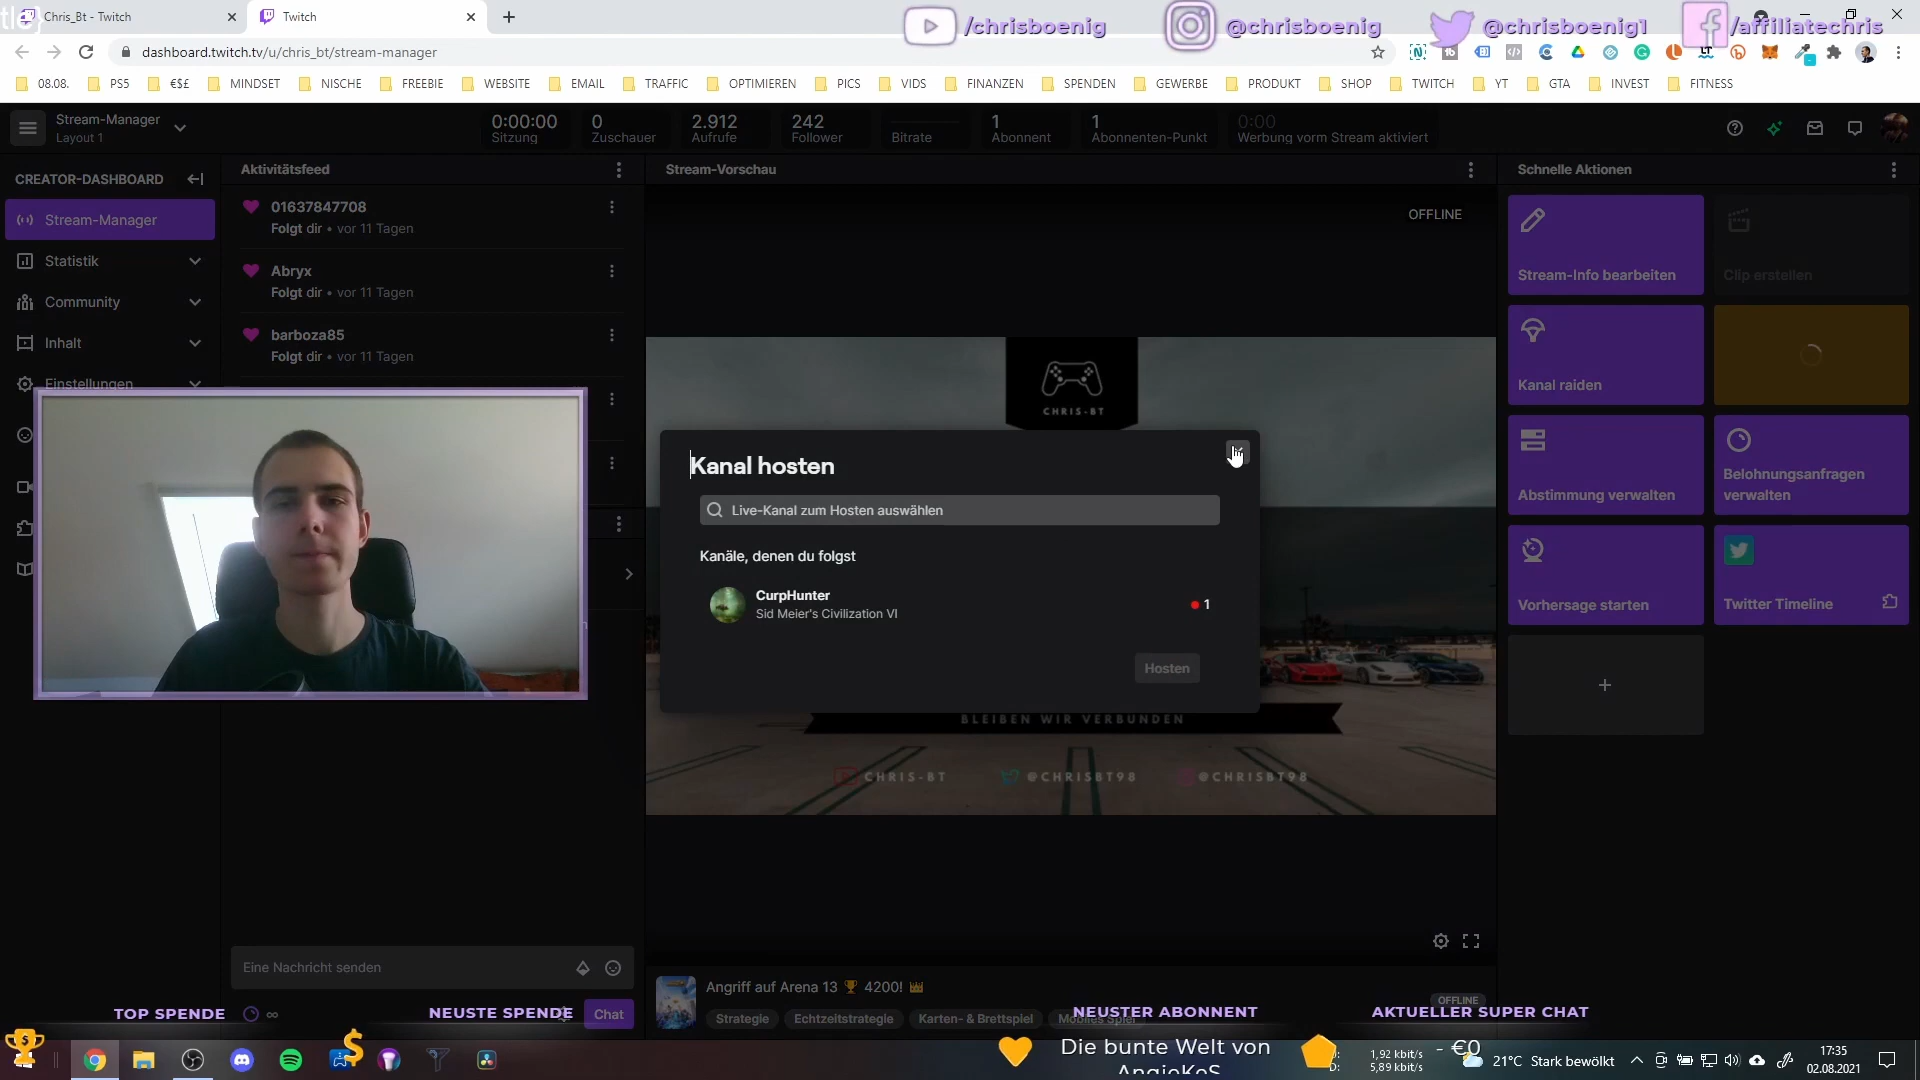 Chris_Bt - Twitch
Twitch
/chrisboenig
@chrisboenig
@chrisboenig1
/affiliatechris
dashboard.twitch.tv/u/chris_bt/stream-manager
08.08.
PS5
€$£
MINDSET
NISCHE
FREEBIE
WEBSITE
EMAIL
TRAFFIC
OPTIMIEREN
PICS
VIDS
FINANZEN
SPENDEN
GEWERBE
PRODUKT
SHOP
TWITCH
YT
GTA
INVEST
FITNESS
Stream-Manager
Layout 1
0:00:00
Sitzung
0
Zuschauer
2.912
Aufrufe
242
Follower
Bitrate
1
Abonnent
1
Abonnenten-Punkt
0:00
Werbung vorm Stream aktiviert
CREATOR-DASHBOARD
Stream-Manager
Statistik
Community
Inhalt
Einstellungen
Aktivitätsfeed
01637847708
Folgt dir • vor 11 Tagen
Abryx
Folgt dir • vor 11 Tagen
barboza85
Folgt dir • vor 11 Tagen
Stream-Vorschau
OFFLINE
CHRIS-BT
Kanal hosten
Live-Kanal zum Hosten auswählen
Kanäle, denen du folgst
CurpHunter
Sid Meier's Civilization VI
1
Hosten
BLEIBEN WIR VERBUNDEN
CHRIS-BT
@CHRISBT98
@CHRISBT98
Schnelle Aktionen
Stream-Info bearbeiten
Clip erstellen
Kanal raiden
Abstimmung verwalten
Belohnungsanfragen
verwalten
Vorhersage starten
Twitter Timeline
Eine Nachricht senden
Chat
Angriff auf Arena 13 🏆 4200! 👑
Strategie
Echtzeitstrategie
Karten- & Brettspiel
Mobiles Spiel
OFFLINE
TOP SPENDE
∞
NEUSTE SPENDE
NEUSTER ABONNENT
AKTUELLER SUPER CHAT
Die bunte Welt von
AngieKoS
- €0
1,92 kbit/s
D: 5,89 kbit/s
21°C Stark bewölkt
17:35
02.08.2021